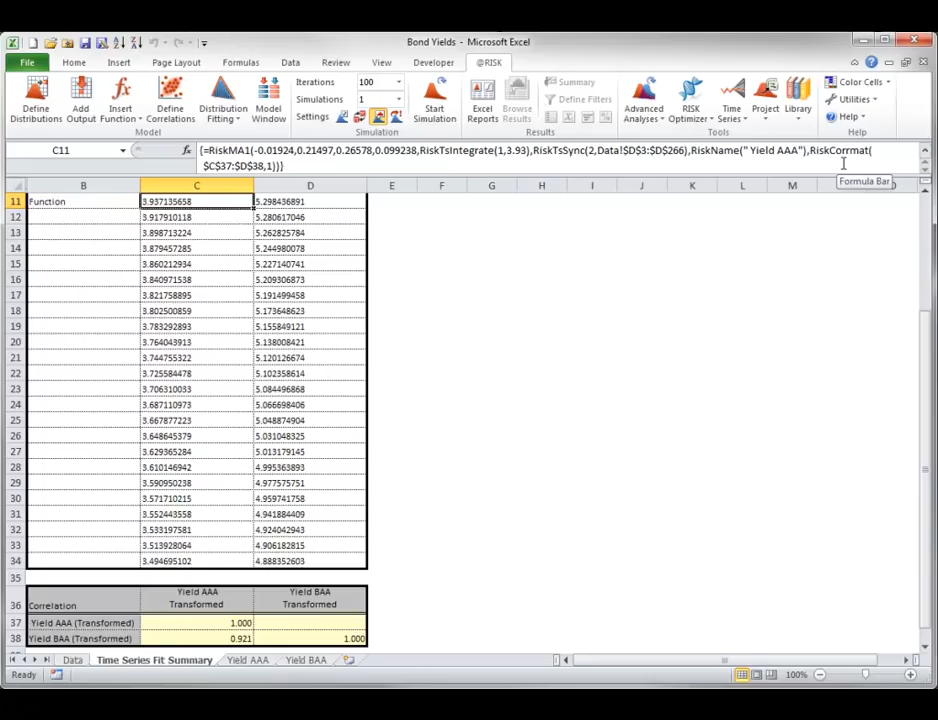 Bond Yields - Microsoft Excel
File Home Insert Page Layout Formulas Data Review View Developer @RISK
Define Distributions
Add Output
Insert Function
Define Correlations
Distribution Fitting
Model Window
Model
Iterations 100
Simulations 1
Settings
Start Simulation
Simulation
Excel Reports
Browse Results
Summary
Define Filters
Results
Advanced Analyses
RISK Optimizer
Time Series
Project
Library
Tools
Color Cells
Utilities
Help
C11 fx {=RiskMA1(-0.01924,0.21497,0.26578,0.099238,RiskTsIntegrate(1,3.93),RiskTsSync(2,Data!$D$3:$D$266),RiskName(" Yield AAA"),RiskCorrmat(
$C$37:$D$38,1))}
Formula Bar
B C D E F G H I J K L M
11 Function 3.937135658 5.298436891
12 3.917910118 5.280617046
13 3.898713224 5.262825784
14 3.879457285 5.244980078
15 3.860212934 5.227140741
16 3.840971538 5.209306873
17 3.821758895 5.191499458
18 3.802500859 5.173648623
19 3.783292893 5.155849121
20 3.764043913 5.138008421
21 3.744755322 5.120126674
22 3.725584478 5.102358614
23 3.706310033 5.084496868
24 3.687110973 5.066698406
25 3.667877223 5.048874904
26 3.648645379 5.031048325
27 3.629365284 5.013179145
28 3.610146942 4.995363893
29 3.590950238 4.977575751
30 3.571710215 4.959741758
31 3.552443558 4.941884409
32 3.533197581 4.924042943
33 3.513928064 4.906182815
34 3.494695102 4.888352603
35
36 Correlation Yield AAA Transformed Yield BAA Transformed
37 Yield AAA (Transformed) 1.000
38 Yield BAA (Transformed) 0.921 1.000
Data Time Series Fit Summary Yield AAA Yield BAA
Ready 100%